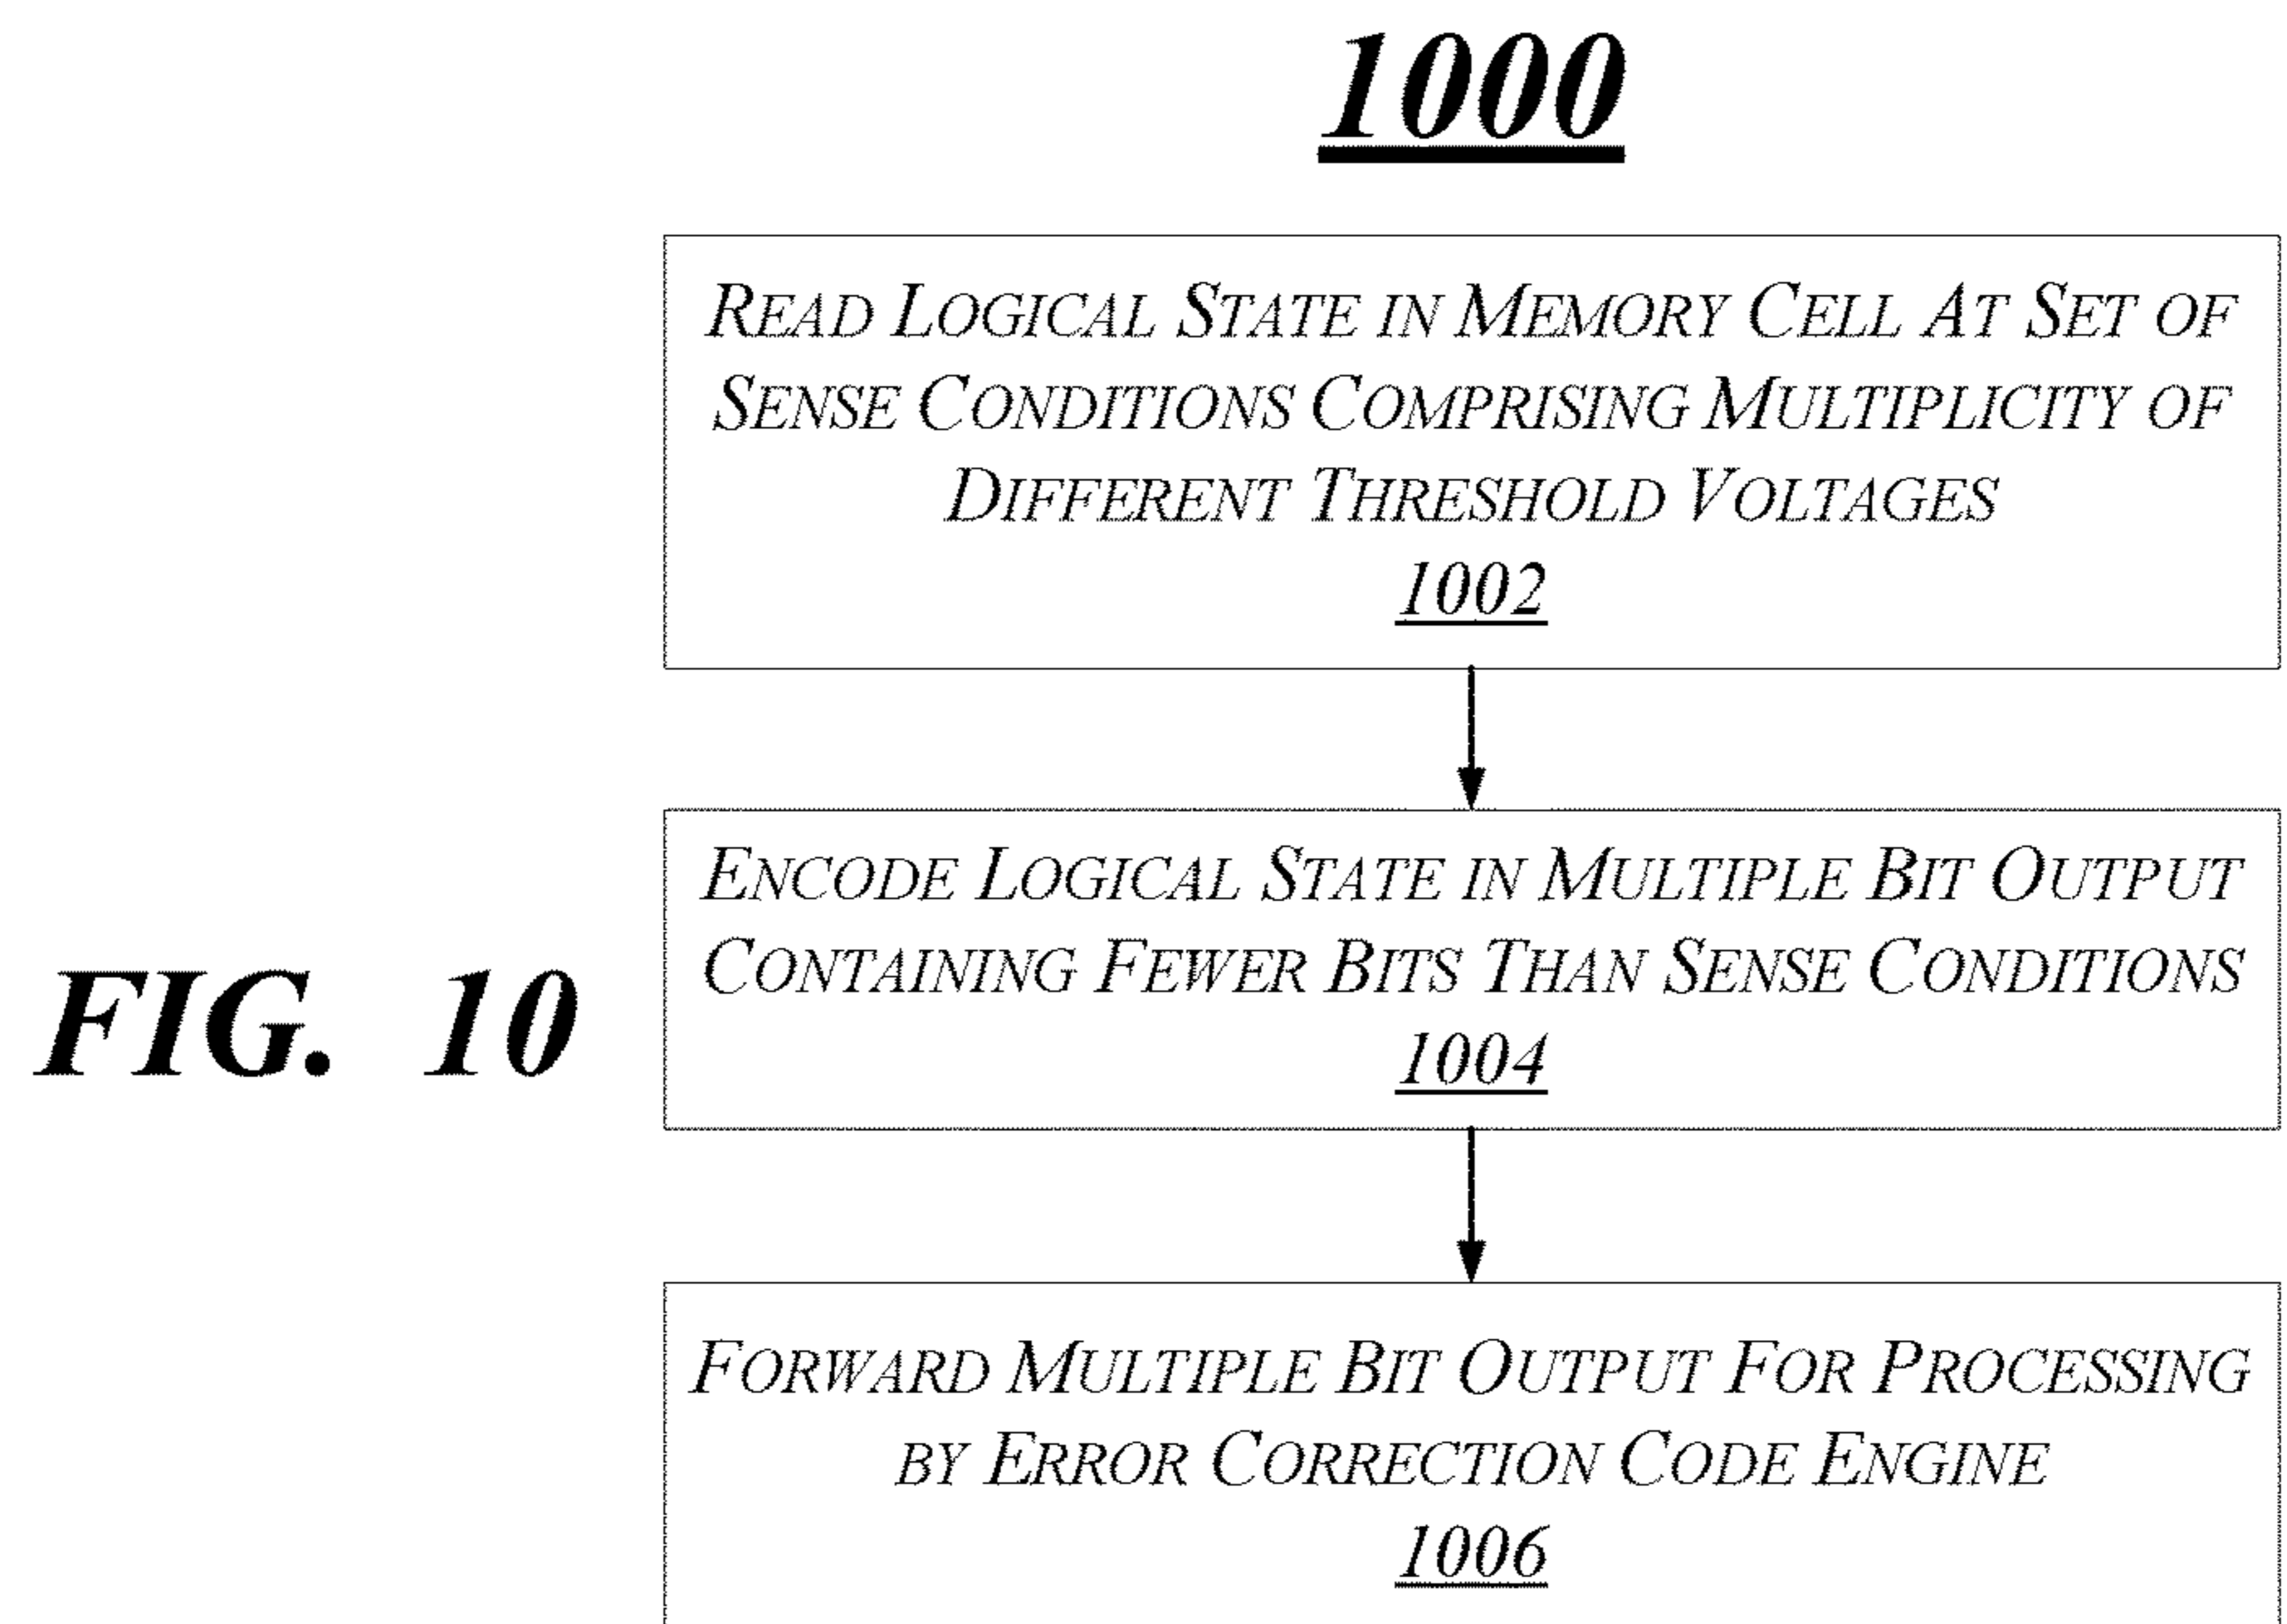 1000
READ LOGICAL STATE IN MEMORY CELL AT SET OF
SENSE CONDITIONS COMPRISING MULTIPLICITY OF
DIFFERENT THRESHOLD VOLTAGES
1002
ENCODE LOGICAL STATE IN MULTIPLE BIT OUTPUT
CONTAINING FEWER BITS THAN SENSE CONDITIONS
1004
FIG. 10
FORWARD MULTIPLE BIT OUTPUT FOR PROCESSING
BY ERROR CORRECTION CODE ENGINE
1006